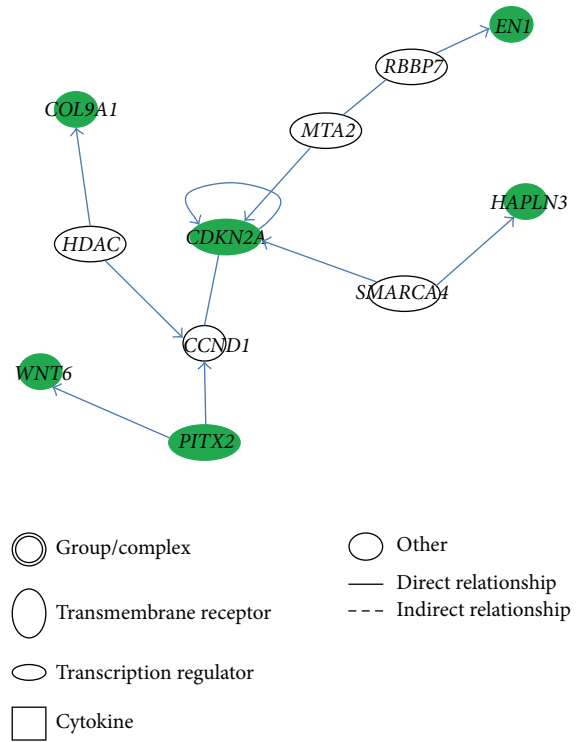 EN1
RBBP7
COL9A1
MTA2
HAPLN3
CDKN2A
HDAC
SMARCA4
CCND1
WNT6
PITX2
Group/complex
Transmembrane receptor
Transcription regulator
Cytokine
Other
Direct relationship
Indirect relationship